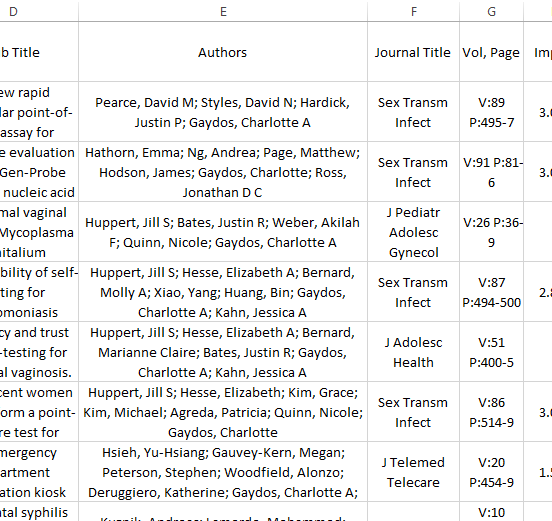 D E F G
b Title Authors Journal Title Vol, Page Imp
ew rapid
lar point-of-
assay for
Pearce, David M; Styles, David N; Hardick,
Justin P; Gaydos, Charlotte A
Sex Transm
Infect
V:89
P:495-7
3.0
e evaluation
Gen-Probe
nucleic acid
Hathorn, Emma; Ng, Andrea; Page, Matthew;
Hodson, James; Gaydos, Charlotte; Ross,
Jonathan D C
Sex Transm
Infect
V:91 P:81-
6
3.0
mal vaginal
Mycoplasma
nitalium
Huppert, Jill S; Bates, Justin R; Weber, Akilah
F; Quinn, Nicole; Gaydos, Charlotte A
J Pediatr
Adolesc
Gynecol
V:26 P:36-
9
bility of self-
ting for
omoniasis
Huppert, Jill S; Hesse, Elizabeth A; Bernard,
Molly A; Xiao, Yang; Huang, Bin; Gaydos,
Charlotte A; Kahn, Jessica A
Sex Transm
Infect
V:87
P:494-500
2.8
cy and trust
-testing for
al vaginosis.
Huppert, Jill S; Hesse, Elizabeth A; Bernard,
Marianne Claire; Bates, Justin R; Gaydos,
Charlotte A; Kahn, Jessica A
J Adolesc
Health
V:51
P:400-5
cent women
orm a point-
re test for
Huppert, Jill S; Hesse, Elizabeth; Kim, Grace;
Kim, Michael; Agreda, Patricia; Quinn, Nicole;
Gaydos, Charlotte
Sex Transm
Infect
V:86
P:514-9
3.0
mergency
artment
ation kiosk
Hsieh, Yu-Hsiang; Gauvey-Kern, Megan;
Peterson, Stephen; Woodfield, Alonzo;
Deruggiero, Katherine; Gaydos, Charlotte A;
J Telemed
Telecare
V:20
P:454-9
1.5
tal syphilis
V:10